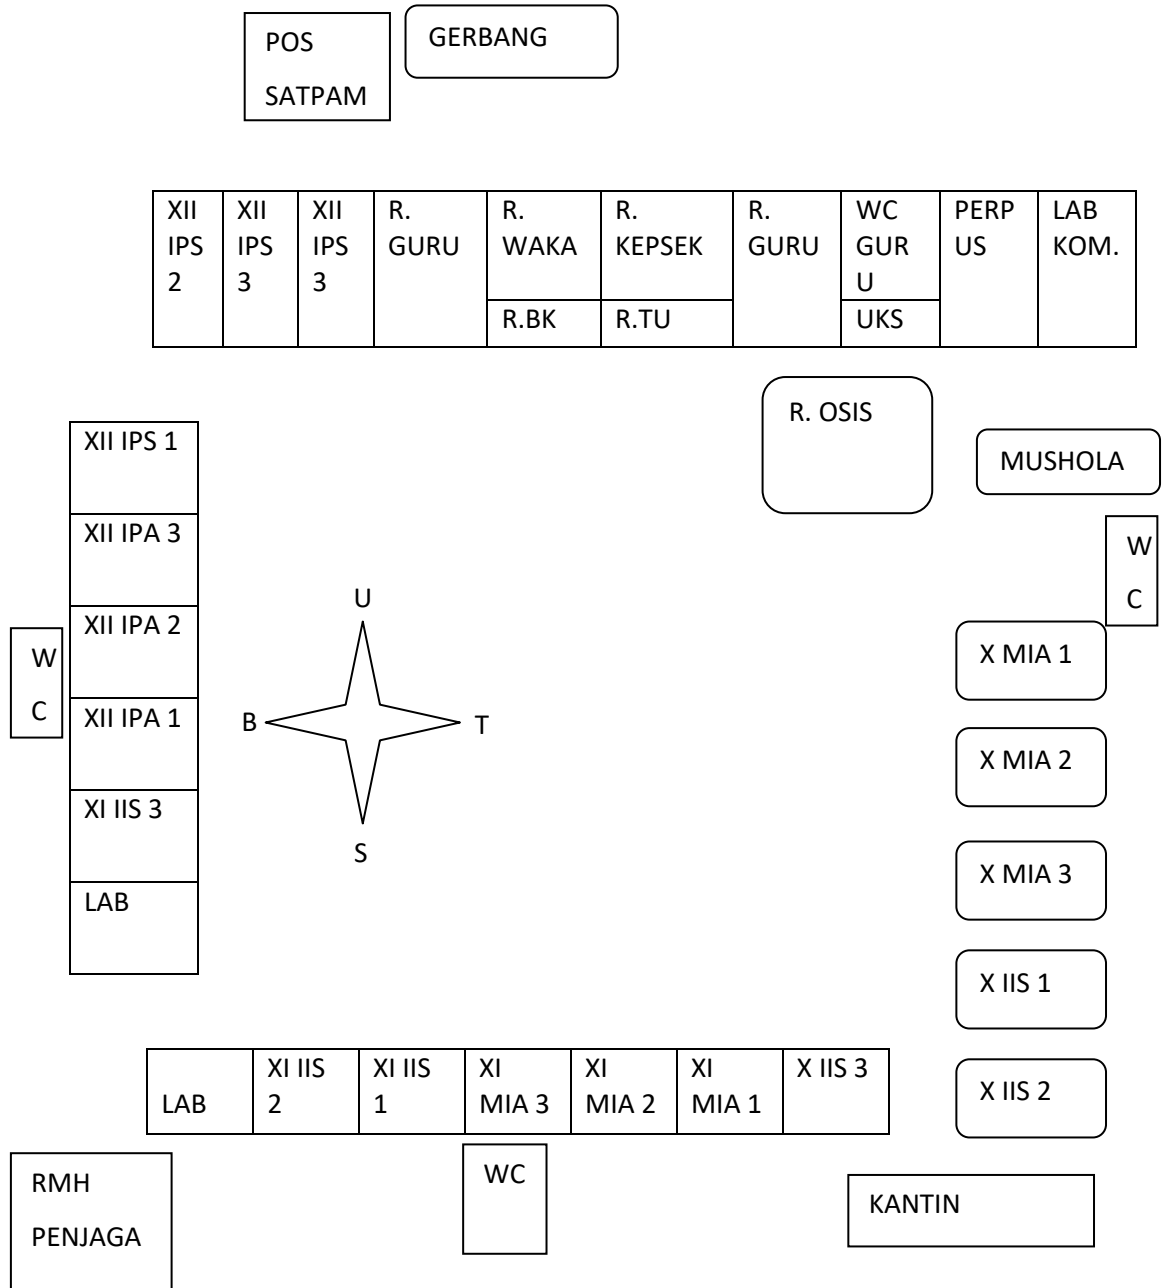 POS
SATPAM
GERBANG
XII
IPS
2
XII
IPS
3
XII
IPS
3
R.
GURU
R.
WAKA
R.
KEPSEK
R.
GURU
WC
GUR
U
PERP
US
LAB
KOM.
R.BK
R.TU
UKS
R. OSIS
MUSHOLA
XII IPS 1
XII IPA 3
XII IPA 2
XII IPA 1
XI IIS 3
LAB
W
C
U
B
T
S
W
C
X MIA 1
X MIA 2
X MIA 3
X IIS 1
X IIS 2
LAB
XI IIS
2
XI IIS
1
XI
MIA 3
XI
MIA 2
XI
MIA 1
X IIS 3
RMH
PENJAGA
WC
KANTIN